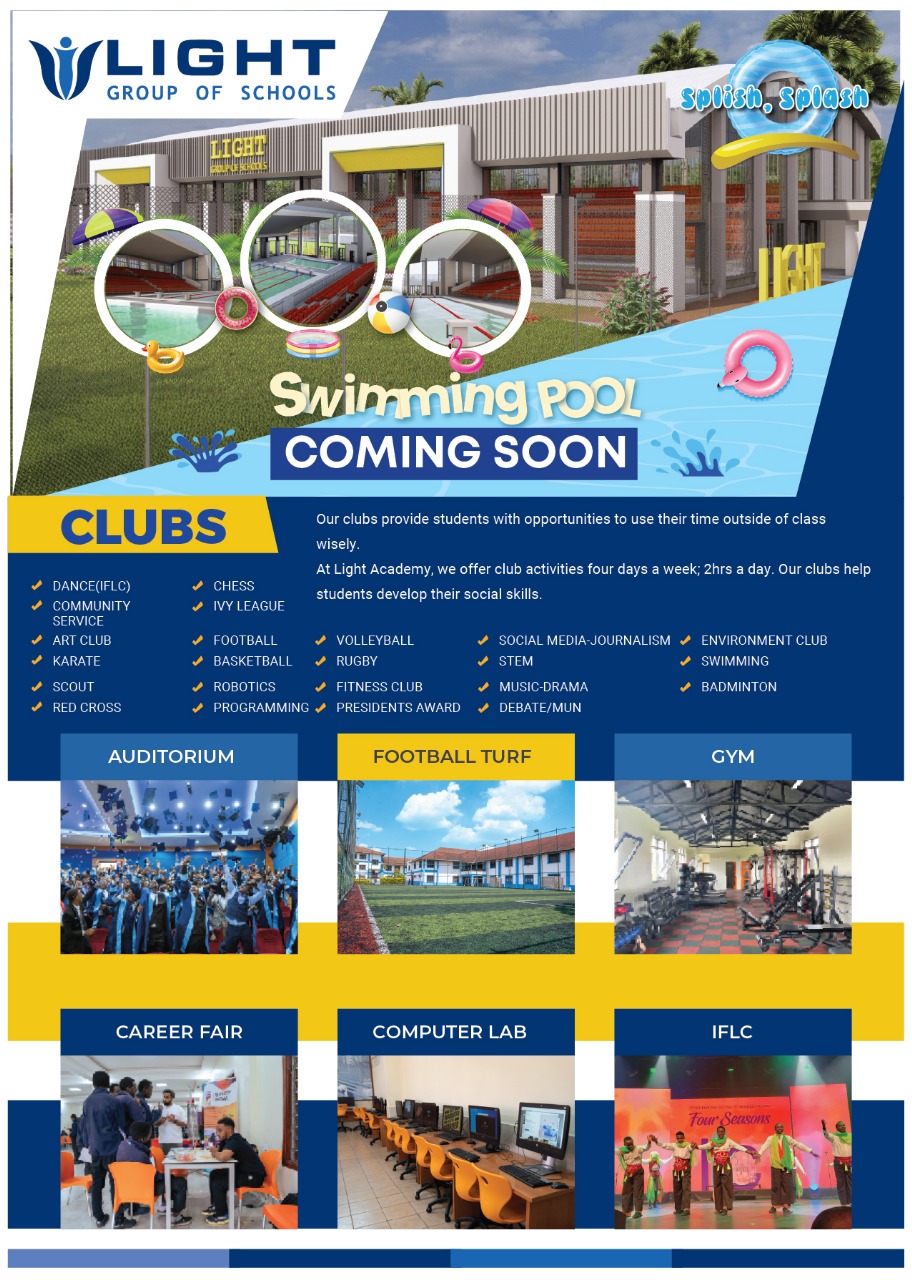 LIGHT
GROUP OF SCHOOLS
Splish, Splash
LIGHT
GROUP OF SCHOOLS
LIGHT
Swimming POOL
COMING SOON
CLUBS
Our clubs provide students with opportunities to use their time outside of class
wisely.
At Light Academy, we offer club activities four days a week; 2hrs a day. Our clubs help
students develop their social skills.
DANCE(IFLC)
COMMUNITY
SERVICE
ART CLUB
KARATE
SCOUT
RED CROSS
CHESS
IVY LEAGUE
FOOTBALL
BASKETBALL
ROBOTICS
PROGRAMMING
VOLLEYBALL
RUGBY
FITNESS CLUB
PRESIDENTS AWARD
SOCIAL MEDIA-JOURNALISM
STEM
MUSIC-DRAMA
DEBATE/MUN
ENVIRONMENT CLUB
SWIMMING
BADMINTON
AUDITORIUM
FOOTBALL TURF
GYM
CAREER FAIR
COMPUTER LAB
IFLC
Four Seasons